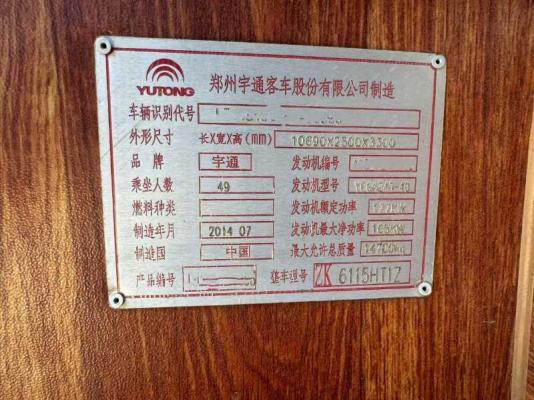 YUTONG 郑州宇通客车股份有限公司制造
车辆识别代号
外形尺寸 长X宽X高(mm) 10690X2500X3300
品牌 宇通 发动机编号
乘坐人数 49 发动机型号
燃料种类 发动机额定功率
制造年月 2014 07 发动机最大净功率 165KW
制造国 中国 最大允许总质量 14700kg
产品编号 整车型号 ZK 6115HT1Z